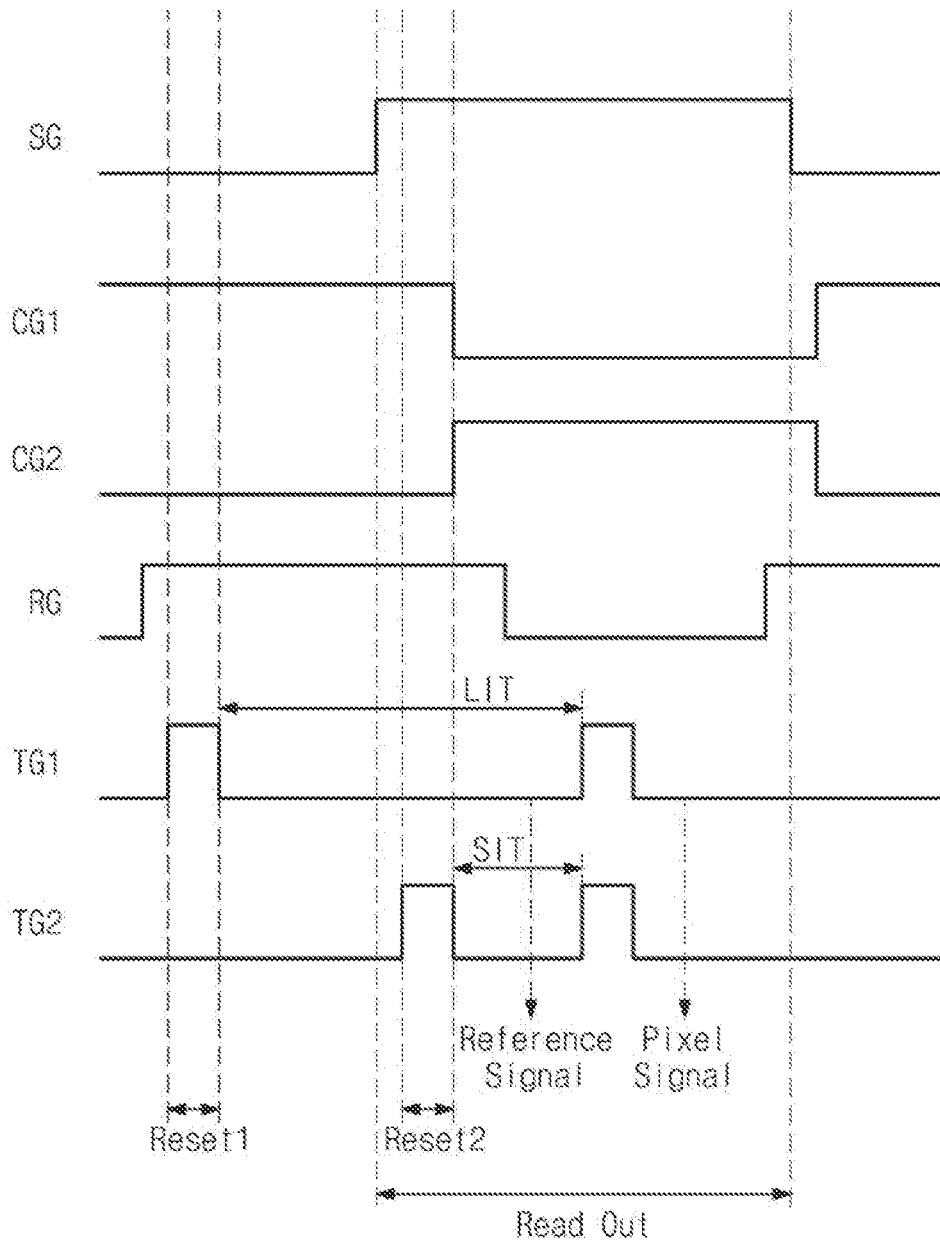 SG
CG1
CG2
RG
LIT
TG1
SIT
TG2
Reference
Signal
Pixel
Signal
Reset1
Reset2
Read Out